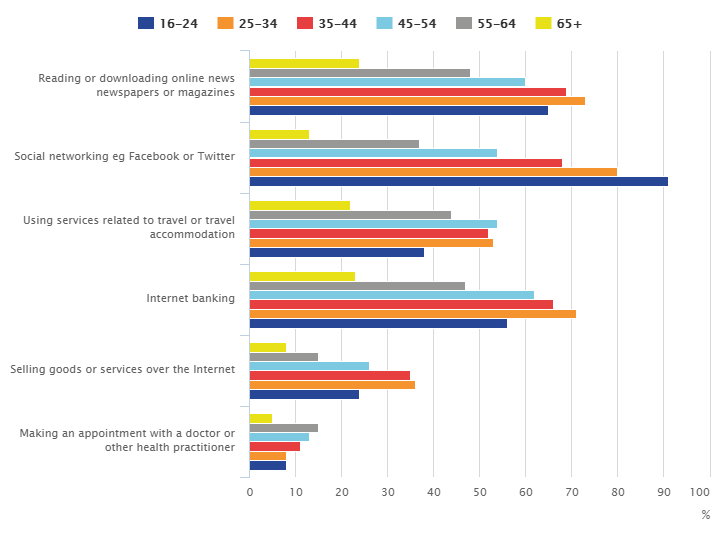 16–24 25–34 35–44 45–54 55–64 65+
Reading or downloading online news
newspapers or magazines
Social networking eg Facebook or Twitter
Using services related to travel or travel
accommodation
Internet banking
Selling goods or services over the Internet
Making an appointment with a doctor or
other health practitioner
0 10 20 30 40 50 60 70 80 90 100
%